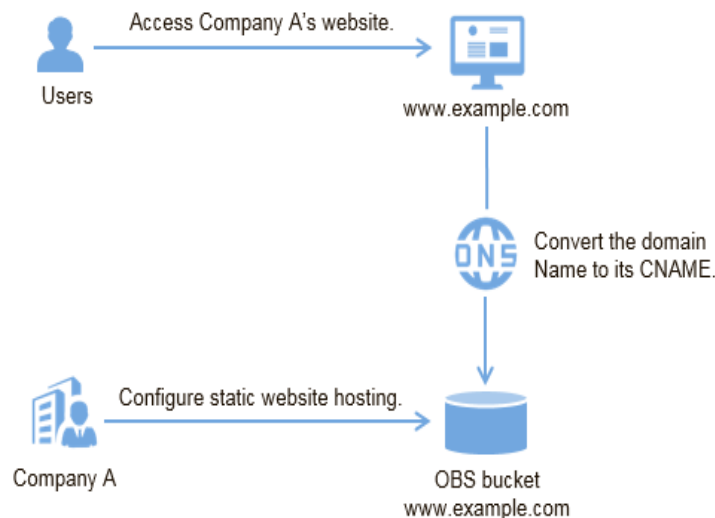 Access Company A's website.
Users
www.example.com
DNS
Convert the domain
Name to its CNAME.
Configure static website hosting.
Company A
OBS bucket
www.example.com